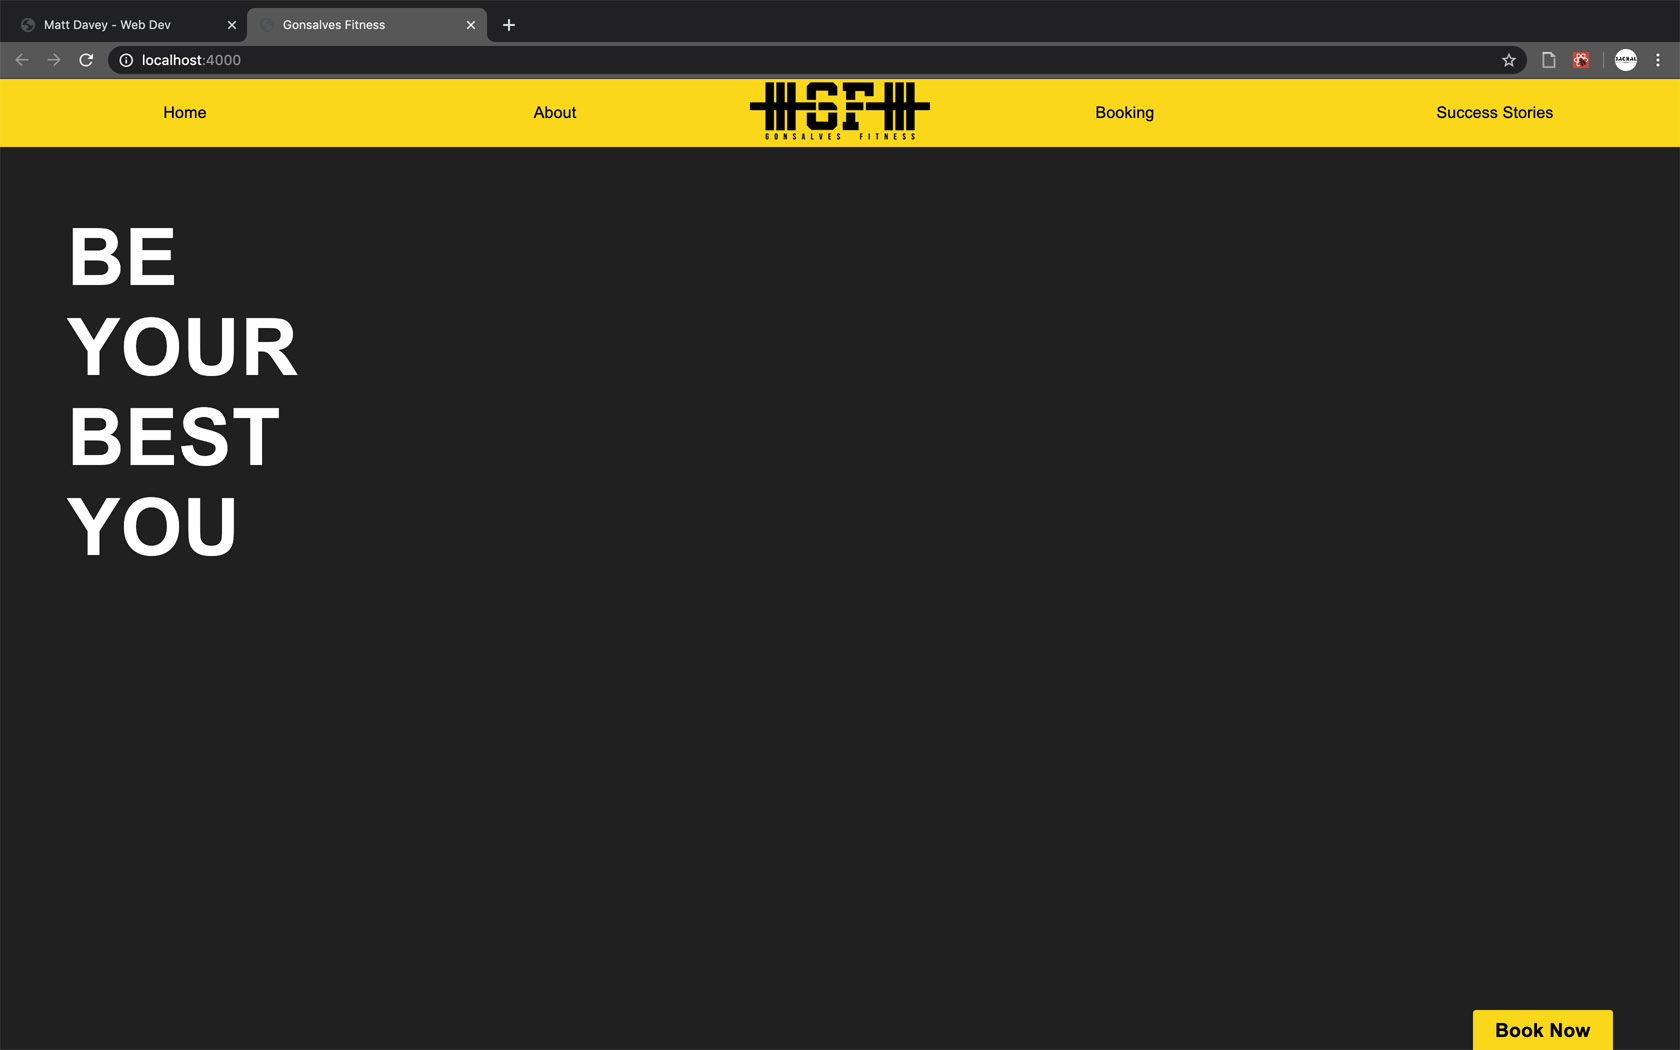 Matt Davey - Web Dev
Gonsalves Fitness
localhost:4000
Home
About
GF
GONSALVES FITNESS
Booking
Success Stories
BE
YOUR
BEST
YOU
Book Now